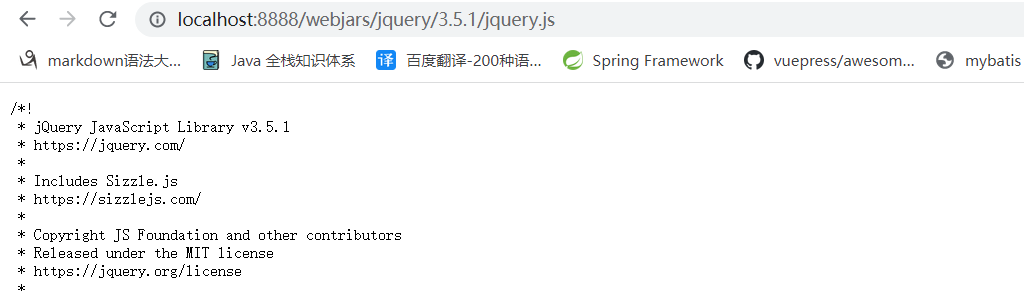 localhost:8888/webjars/jquery/3.5.1/jquery.js
markdown语法大... Java 全栈知识体系 译 百度翻译-200种语... Spring Framework vuepress/awesom... mybatis
/*!
* jQuery JavaScript Library v3.5.1
* https://jquery.com/
*
* Includes Sizzle.js
* https://sizzlejs.com/
*
* Copyright JS Foundation and other contributors
* Released under the MIT license
* https://jquery.org/license
*